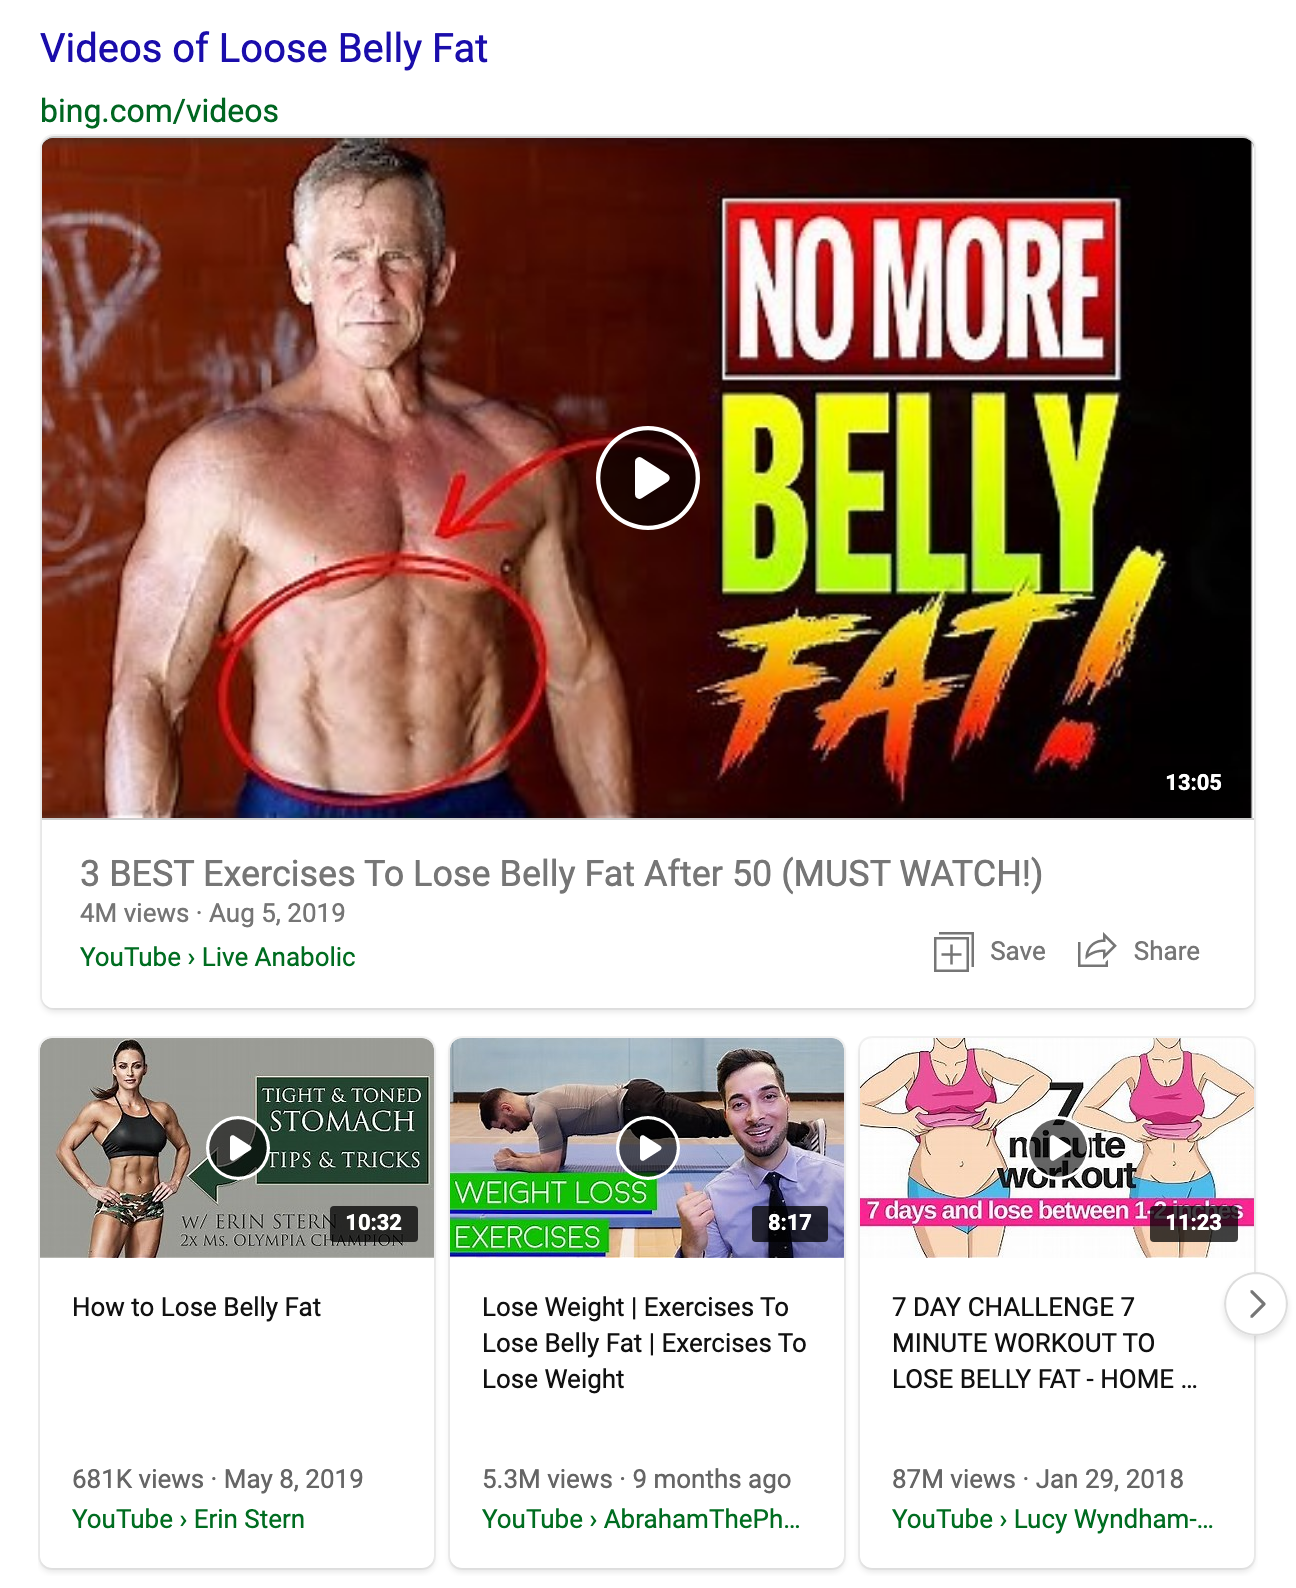 Videos of Loose Belly Fat
bing.com/videos
NO MORE
BELLY
FAT!
13:05
3 BEST Exercises To Lose Belly Fat After 50 (MUST WATCH!)
4M views · Aug 5, 2019
YouTube › Live Anabolic
Save
Share
TIGHT & TONED
STOMACH
TIPS & TRICKS
W/ ERIN STERN
2X MS. OLYMPIA CHAMPION
10:32
How to Lose Belly Fat
681K views · May 8, 2019
YouTube › Erin Stern
WEIGHT LOSS
EXERCISES
8:17
Lose Weight | Exercises To
Lose Belly Fat | Exercises To
Lose Weight
5.3M views · 9 months ago
YouTube › AbrahamThePh...
7
minute
workout
7 days and lose between 1-2 inches
11:23
7 DAY CHALLENGE 7
MINUTE WORKOUT TO
LOSE BELLY FAT - HOME ...
87M views · Jan 29, 2018
YouTube › Lucy Wyndham-...